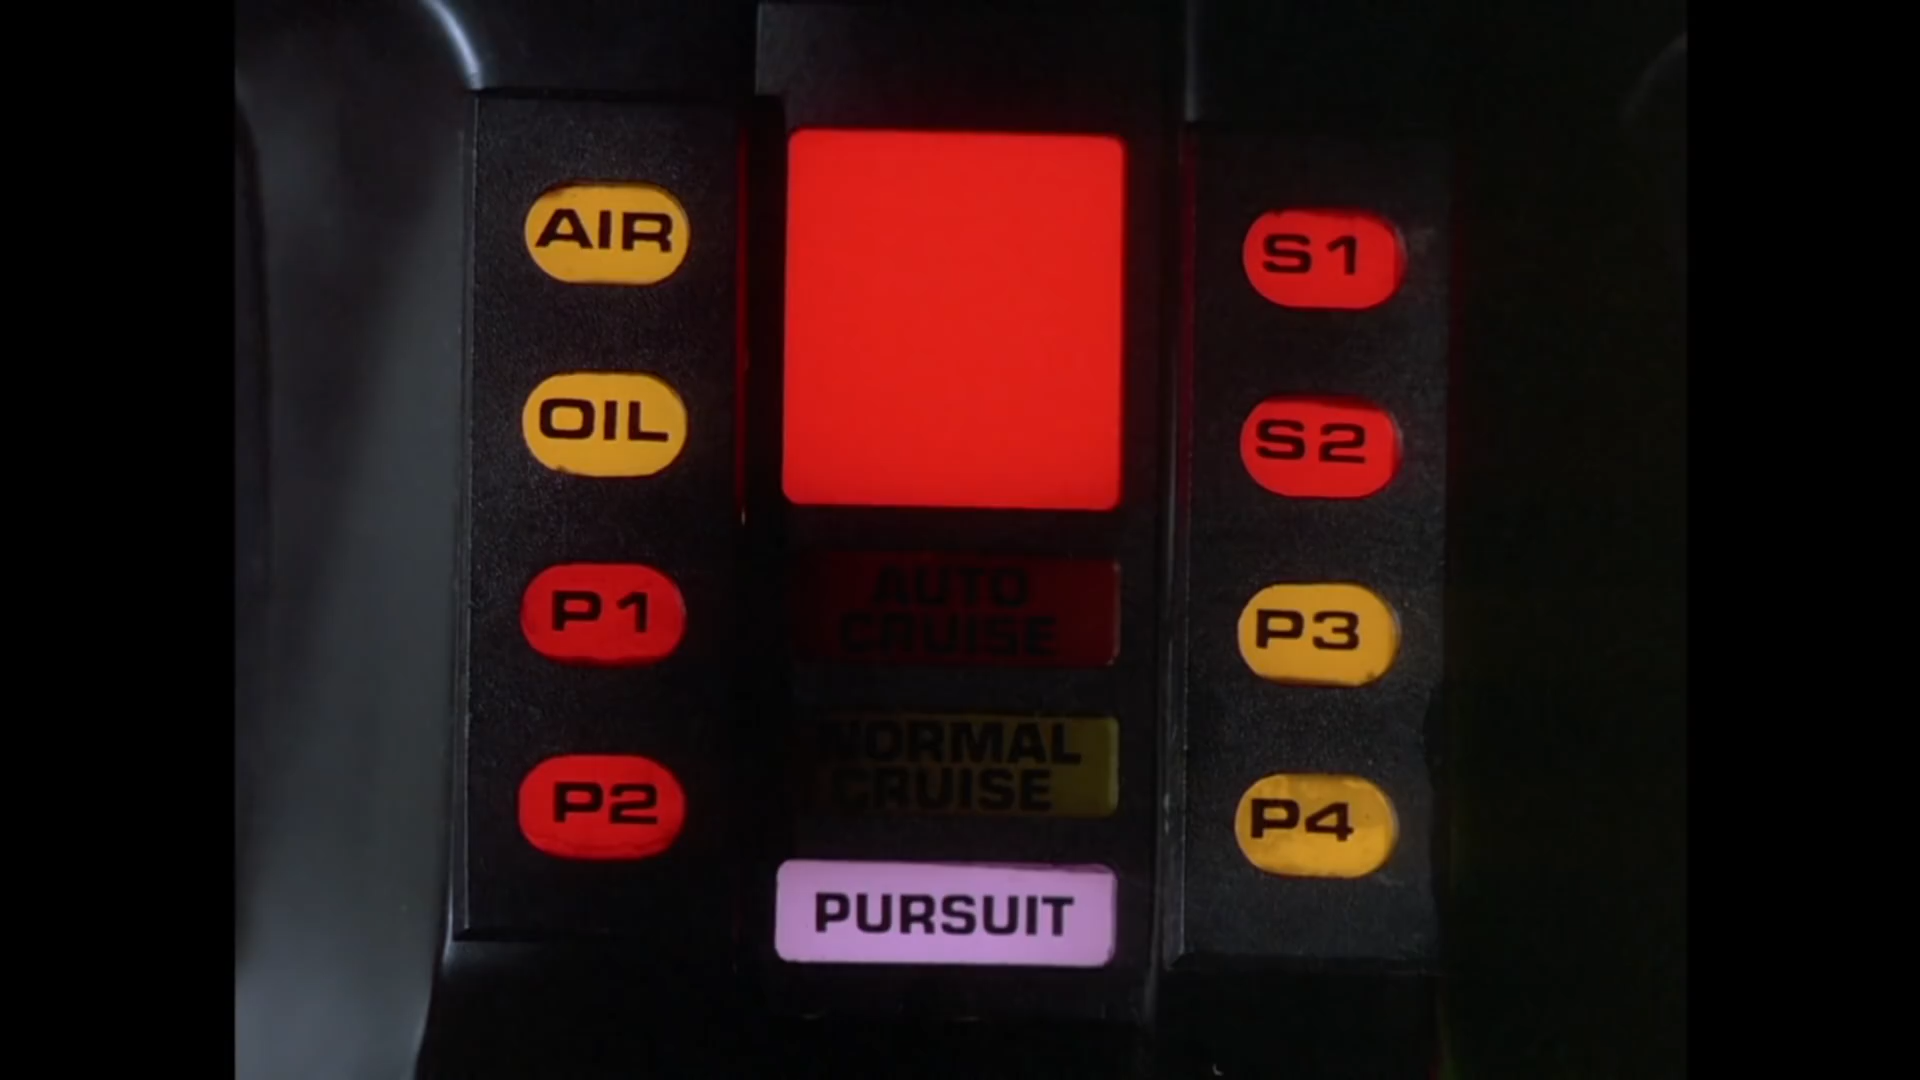 AIR
OIL
P1
P2
AUTO
CRUISE
NORMAL
CRUISE
PURSUIT
S1
S2
P3
P4